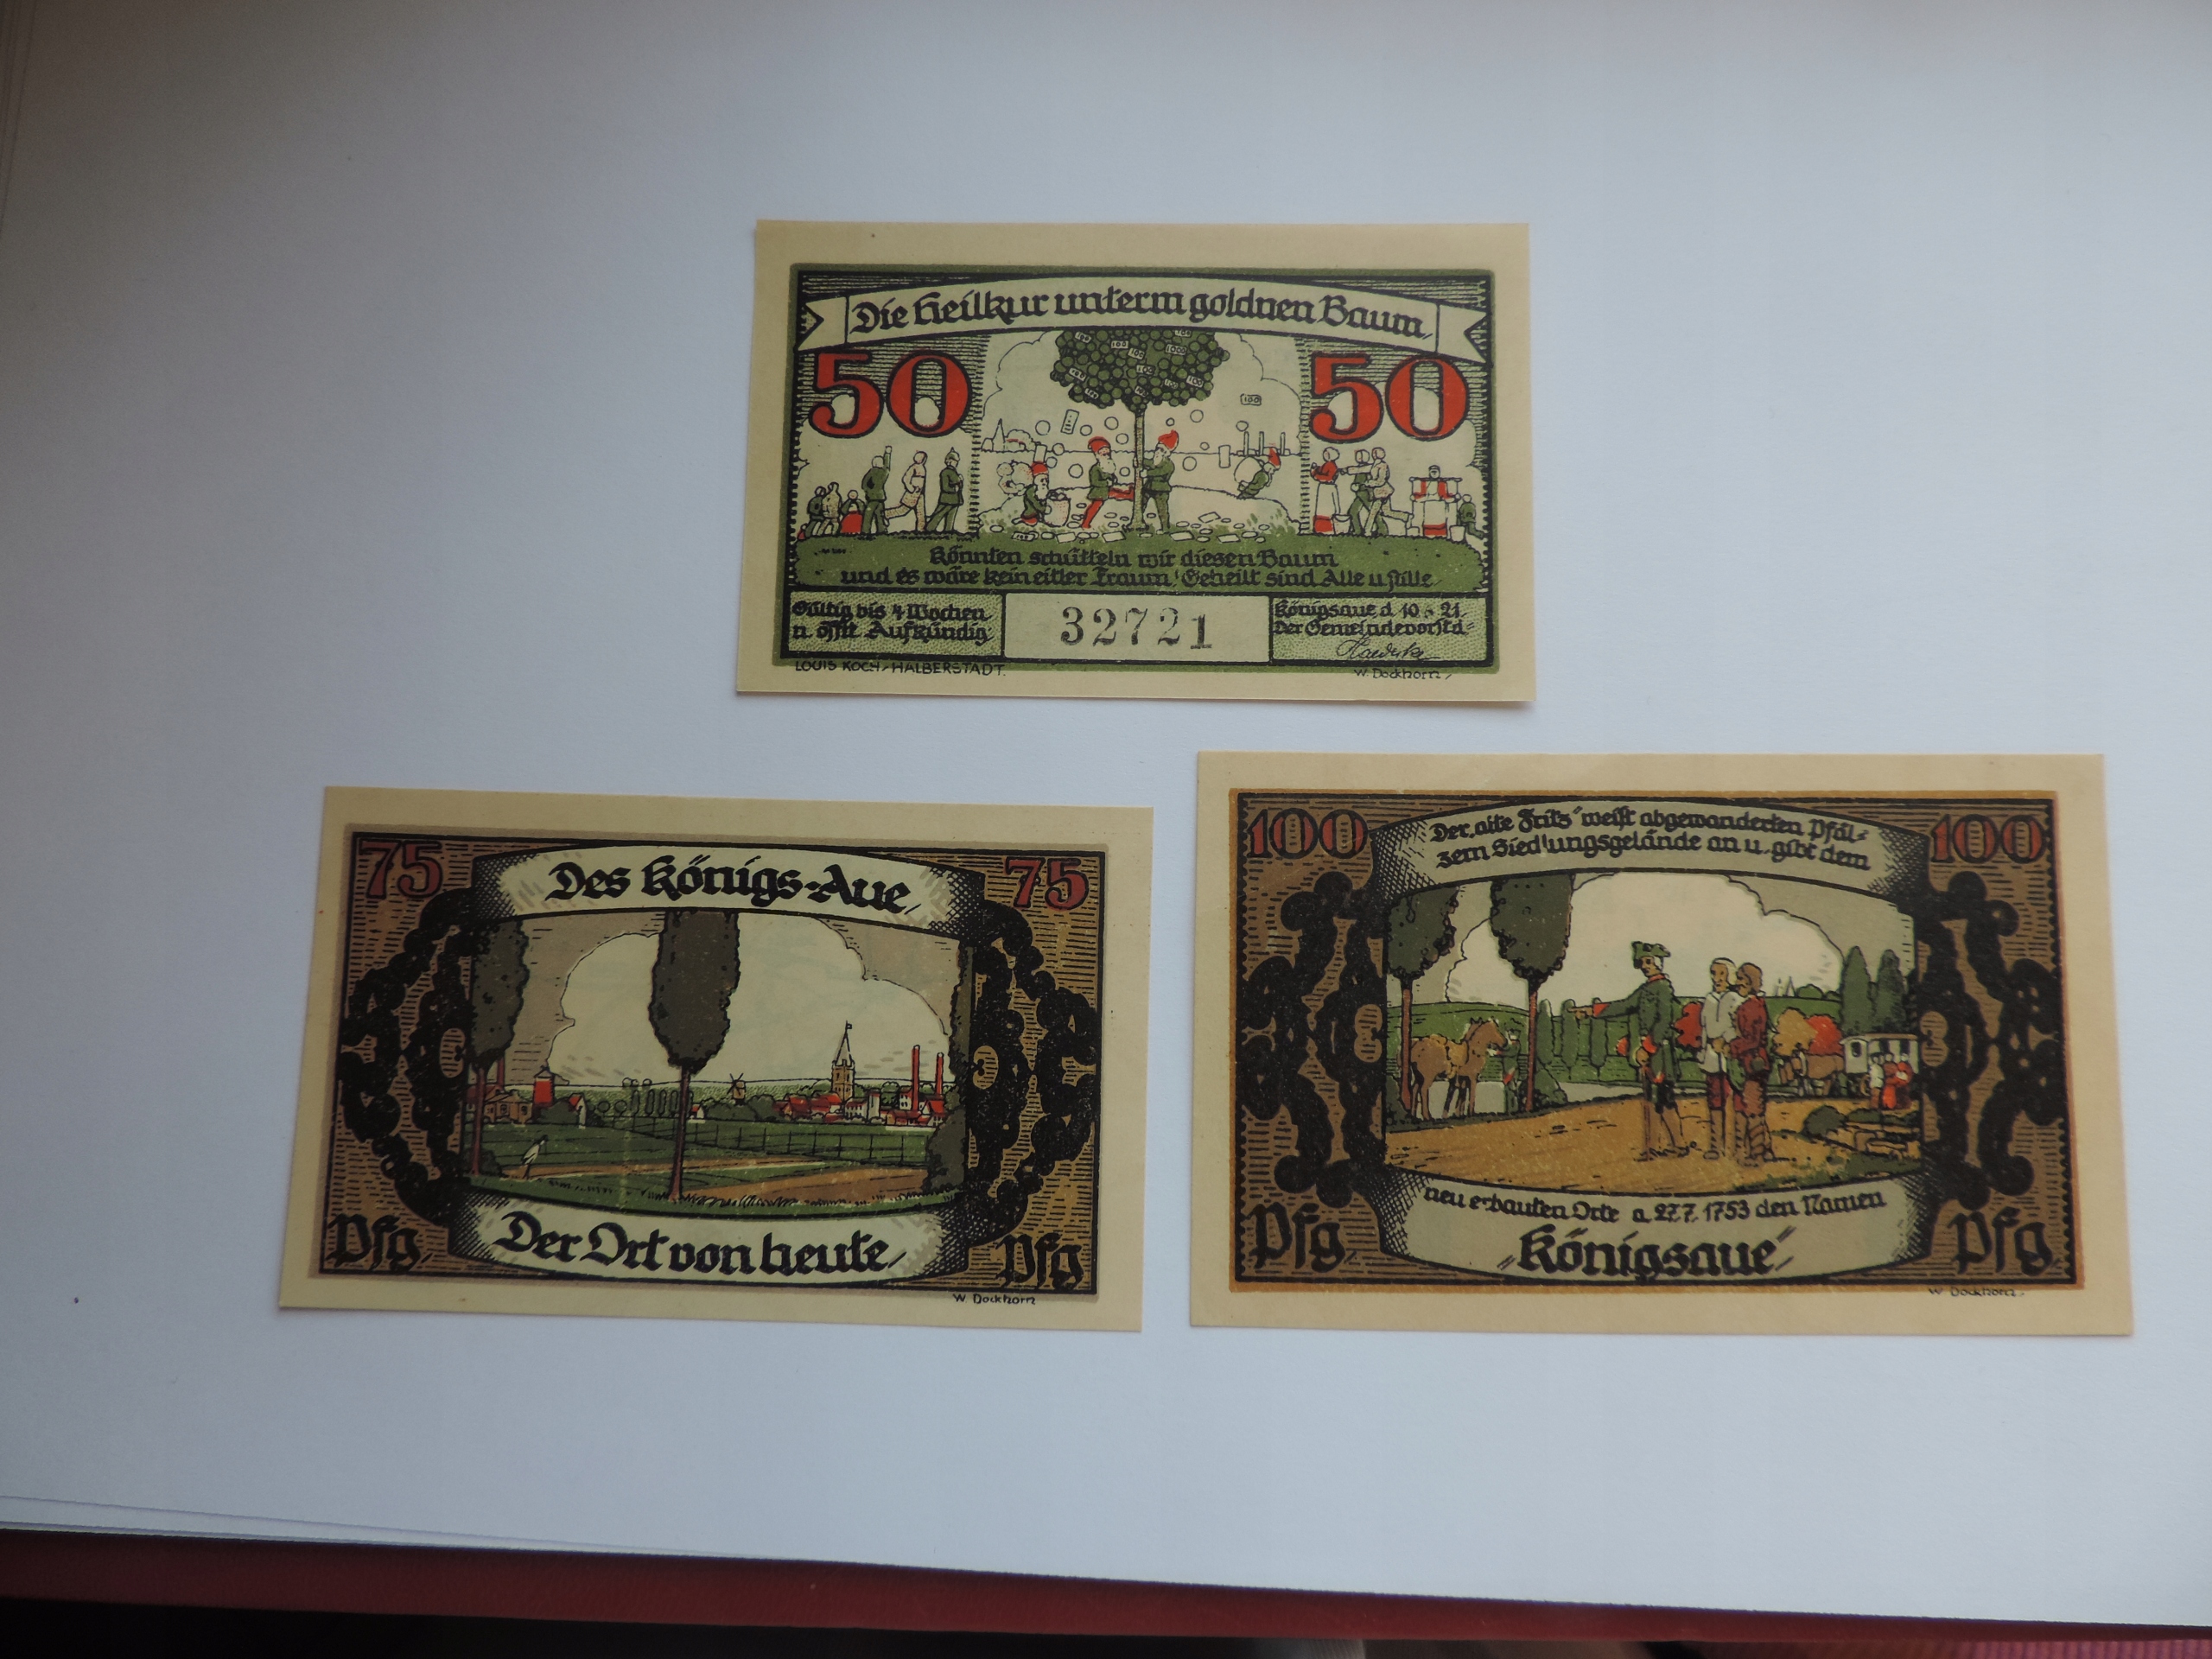 Die Heilkur unterm goldnen Baum
50 50
Könnten schütteln wir diesen Baum
und es wäre kein eitler Traum! Geheilt sind Alle u stille
Gültig bis 4 Wochen
n. öfftl Aufkündig
32721
Königsaue, d. 10. 21.
Der Gemeindevorstd
LOUIS KOCH, HALBERSTADT.
W. Dockhorn
75 75
Des Königs-Aue
Der Ort von heute
Pfg Pfg
W Dockhorn
100 100
Der „alte Fritz" weist abgewanderten Pfäl-
zern Siedlungsgelände an u. gibt dem
neu erbauten Orte a. 27.7. 1753 den Namen
„Königsaue"
Pfg Pfg
W Dockhorn